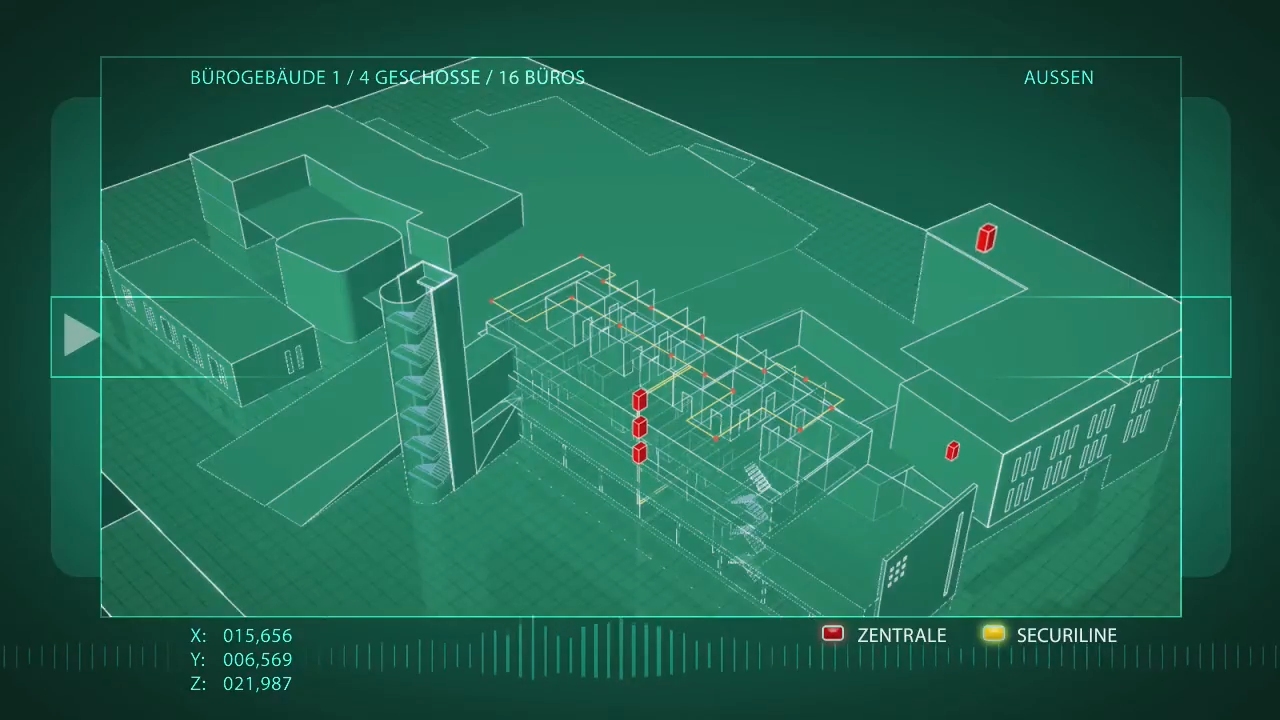 BÜROGEBÄUDE 1 / 4 GESCHOSSE / 16 BÜROS
AUSSEN
ZENTRALE
SECURILINE
X: 015,656
Y: 006,569
Z: 021,987